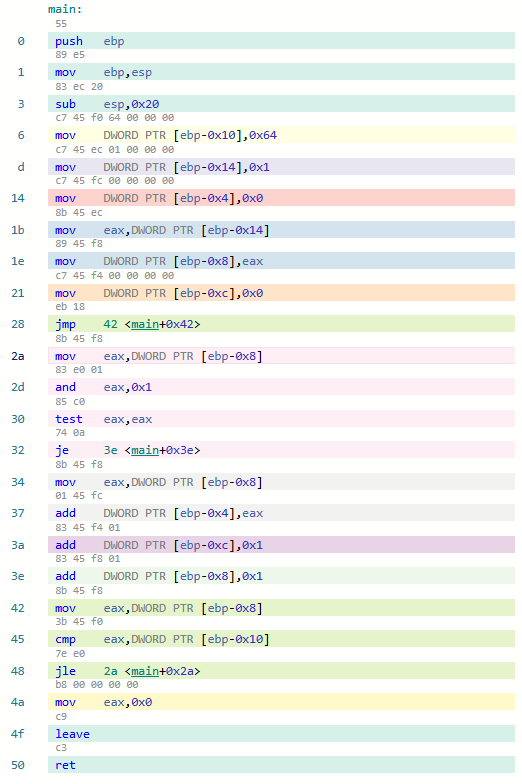 main:
55
0 push ebp
89 e5
1 mov ebp,esp
83 ec 20
3 sub esp,0x20
c7 45 f0 64 00 00 00
6 mov DWORD PTR [ebp-0x10],0x64
c7 45 ec 01 00 00 00
d mov DWORD PTR [ebp-0x14],0x1
c7 45 fc 00 00 00 00
14 mov DWORD PTR [ebp-0x4],0x0
8b 45 ec
1b mov eax,DWORD PTR [ebp-0x14]
89 45 f8
1e mov DWORD PTR [ebp-0x8],eax
c7 45 f4 00 00 00 00
21 mov DWORD PTR [ebp-0xc],0x0
eb 18
28 jmp 42 <main+0x42>
8b 45 f8
2a mov eax,DWORD PTR [ebp-0x8]
83 e0 01
2d and eax,0x1
85 c0
30 test eax,eax
74 0a
32 je 3e <main+0x3e>
8b 45 f8
34 mov eax,DWORD PTR [ebp-0x8]
01 45 fc
37 add DWORD PTR [ebp-0x4],eax
83 45 f4 01
3a add DWORD PTR [ebp-0xc],0x1
83 45 f8 01
3e add DWORD PTR [ebp-0x8],0x1
8b 45 f8
42 mov eax,DWORD PTR [ebp-0x8]
3b 45 f0
45 cmp eax,DWORD PTR [ebp-0x10]
7e e0
48 jle 2a <main+0x2a>
b8 00 00 00 00
4a mov eax,0x0
c9
4f leave
c3
50 ret